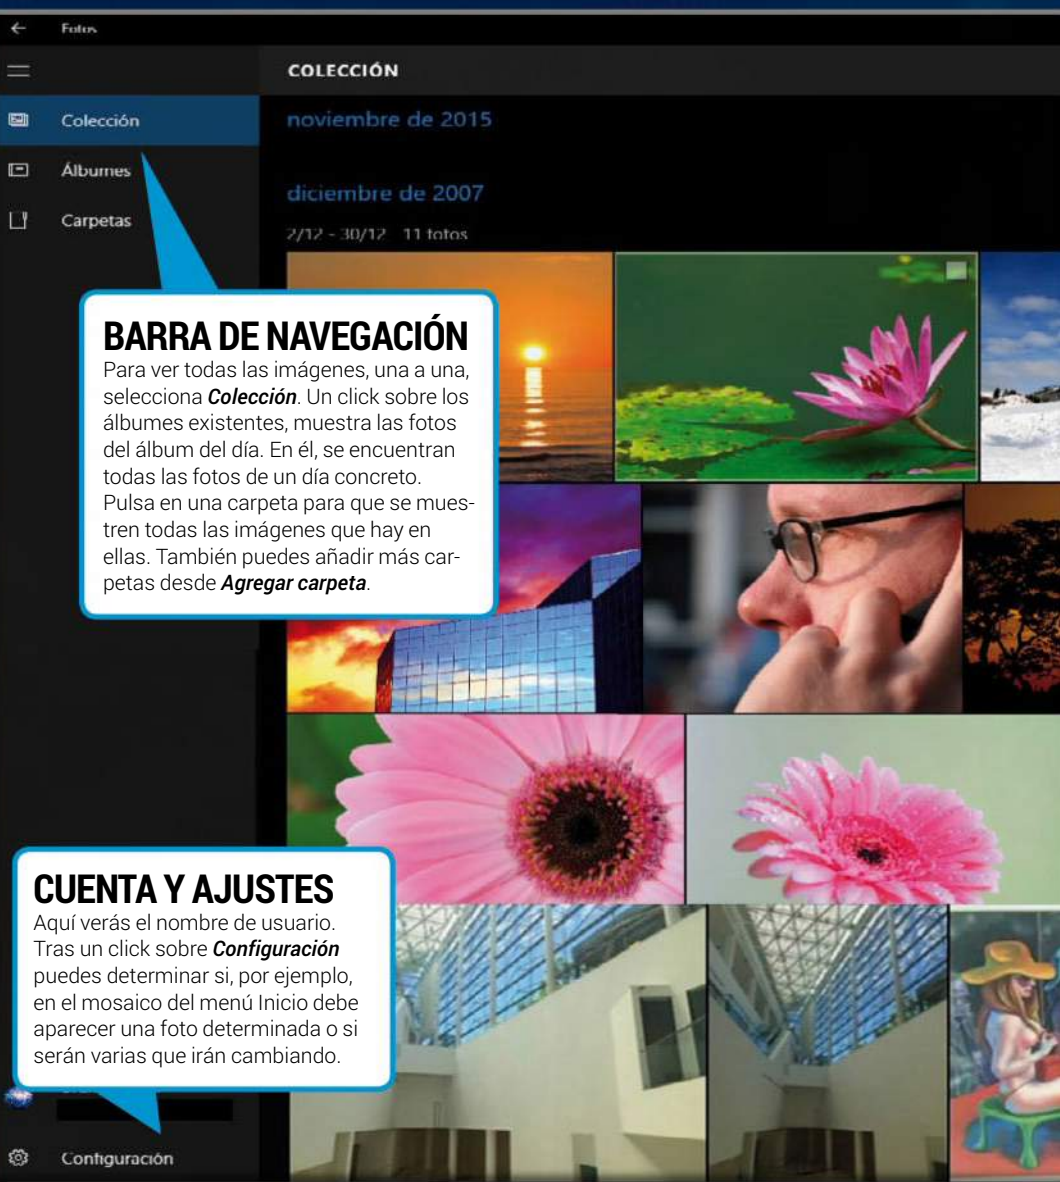 Fotos
COLECCIÓN
Colección
noviembre de 2015
Álbumes
diciembre de 2007
Carpetas
2/12 - 30/12 11 fotos
BARRA DE NAVEGACIÓN
Para ver todas las imágenes, una a una,
selecciona Colección. Un click sobre los
álbumes existentes, muestra las fotos
del álbum del día. En él, se encuentran
todas las fotos de un día concreto.
Pulsa en una carpeta para que se mues-
tren todas las imágenes que hay en
ellas. También puedes añadir más car-
petas desde Agregar carpeta.
CUENTA Y AJUSTES
Aquí verás el nombre de usuario.
Tras un click sobre Configuración
puedes determinar si, por ejemplo,
en el mosaico del menú Inicio debe
aparecer una foto determinada o si
serán varias que irán cambiando.
Configuración